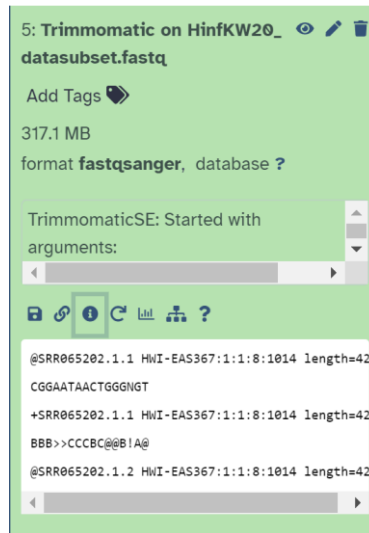 5: Trimmomatic on HinfKW20_
datasubset.fastq
Add Tags
317.1 MB
format fastqsanger, database ?
TrimmomaticSE: Started with
arguments:
@SRR065202.1.1 HWI-EAS367:1:1:8:1014 length=42
CGGAATAACTGGGNGT
+SRR065202.1.1 HWI-EAS367:1:1:8:1014 length=42
BBB>>CCCBC@@B!A@
@SRR065202.1.2 HWI-EAS367:1:1:8:1014 length=42